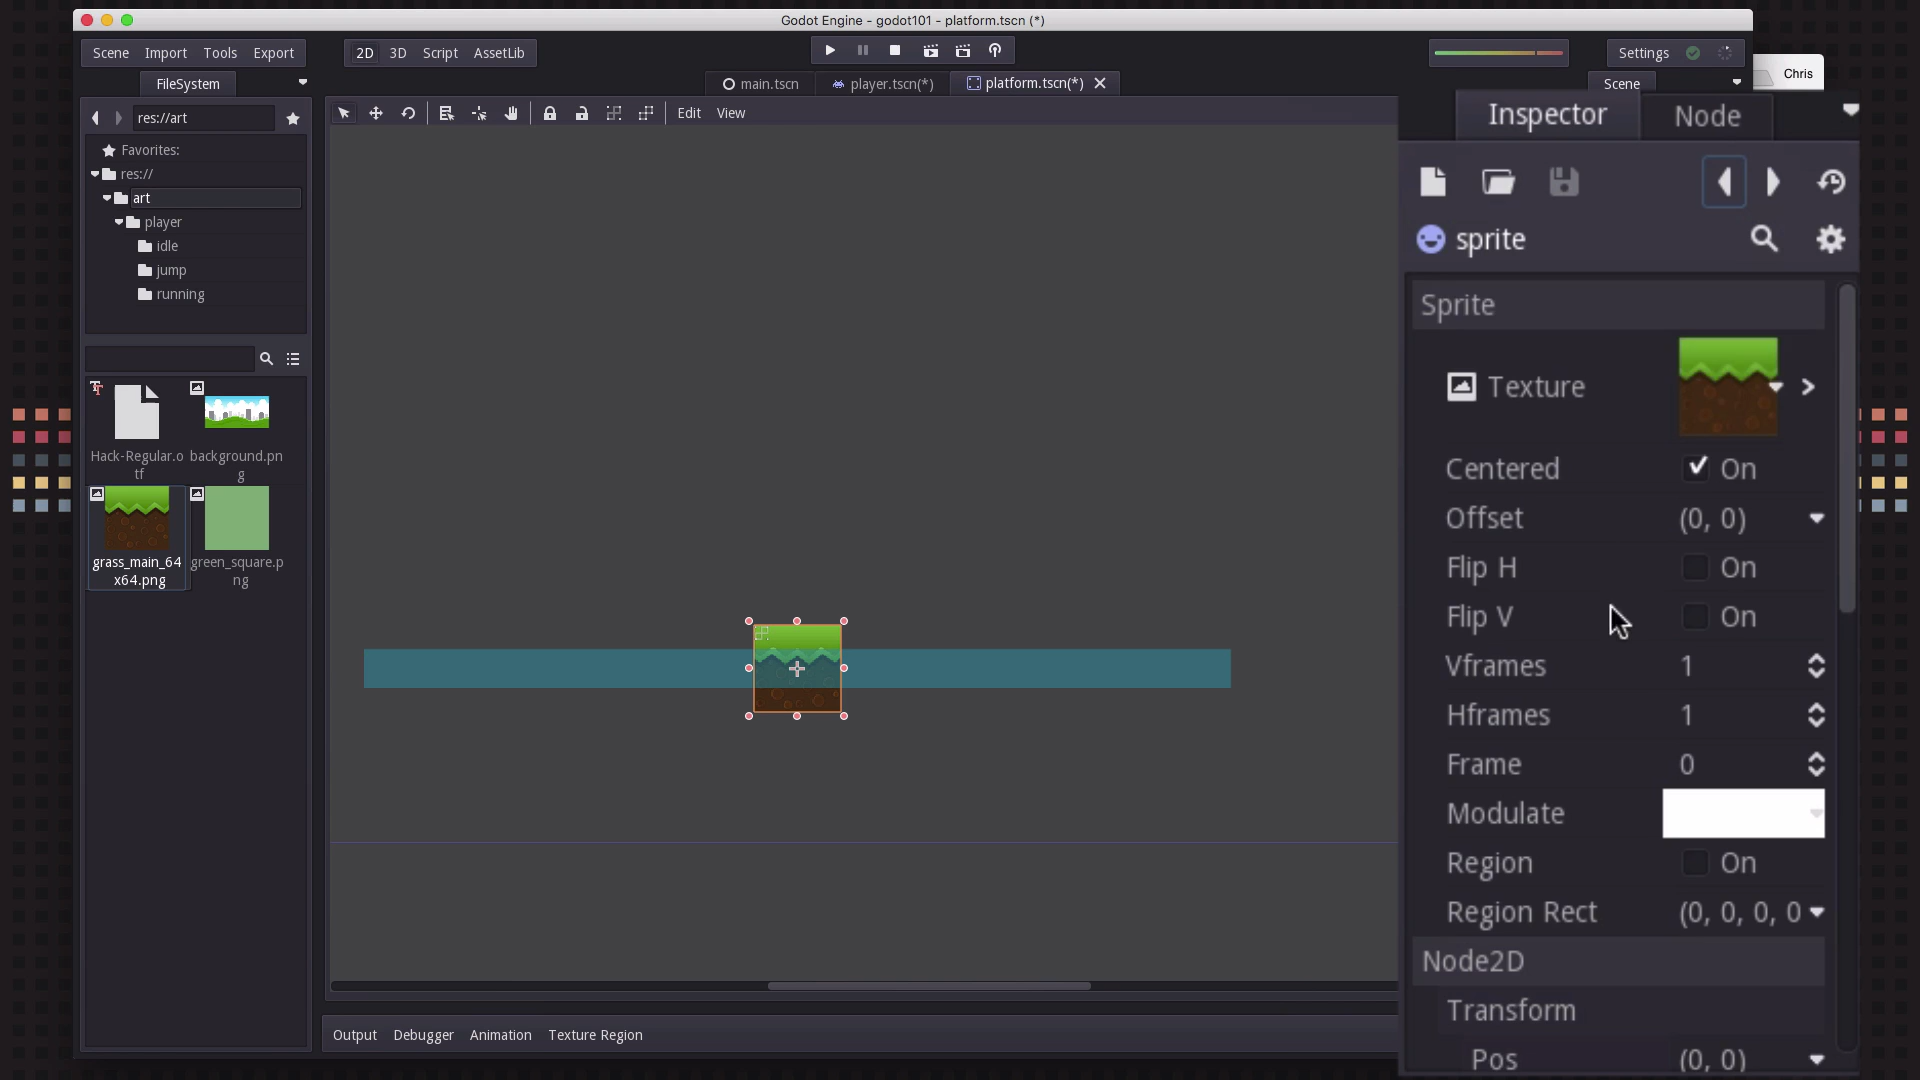 Godot Engine - godot101 - platform.tscn (*)
Scene Import Tools Export
2D 3D Script AssetLib
Settings
FileSystem
main.tscn
player.tscn(*)
platform.tscn(*)
Scene
Chris
res://art
Edit View
Favorites:
res://
art
player
idle
jump
running
Hack-Regular.o
tf
background.pn
g
grass_main_64
x64.png
green_square.p
ng
Output Debugger Animation Texture Region
Inspector Node
sprite
Sprite
Texture
Centered On
Offset (0, 0)
Flip H On
Flip V On
Vframes 1
Hframes 1
Frame 0
Modulate
Region On
Region Rect (0, 0, 0, 0
Node2D
Transform
Pos (0, 0)